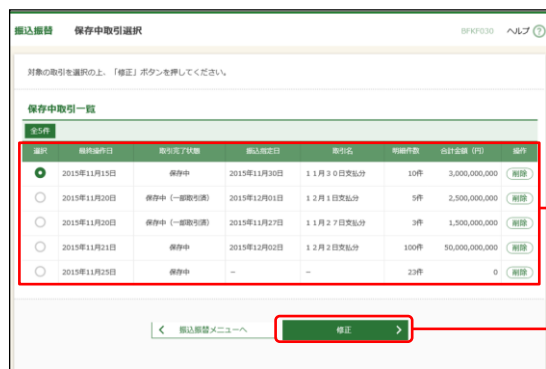 振込振替 保存中取引選択 BFKF030 ヘルプ ?
対象の取引を選択の上、「修正」ボタンを押してください。
保存中取引一覧
全5件
選択 最終操作日 取引完了状態 振込指定日 取引名 明細件数 合計金額（円） 操作
2015年11月15日 保存中 2015年11月30日 11月30日支払分 10件 3,000,000,000 削除
2015年11月20日 保存中（一部取引済） 2015年12月01日 12月1日支払分 5件 2,500,000,000 削除
2015年11月20日 保存中（一部取引済） 2015年11月27日 11月27日支払分 3件 1,500,000,000 削除
2015年11月21日 保存中 2015年12月02日 12月2日支払分 100件 50,000,000,000 削除
2015年11月25日 保存中 － － 23件 0 削除
振込振替メニューへ 修正